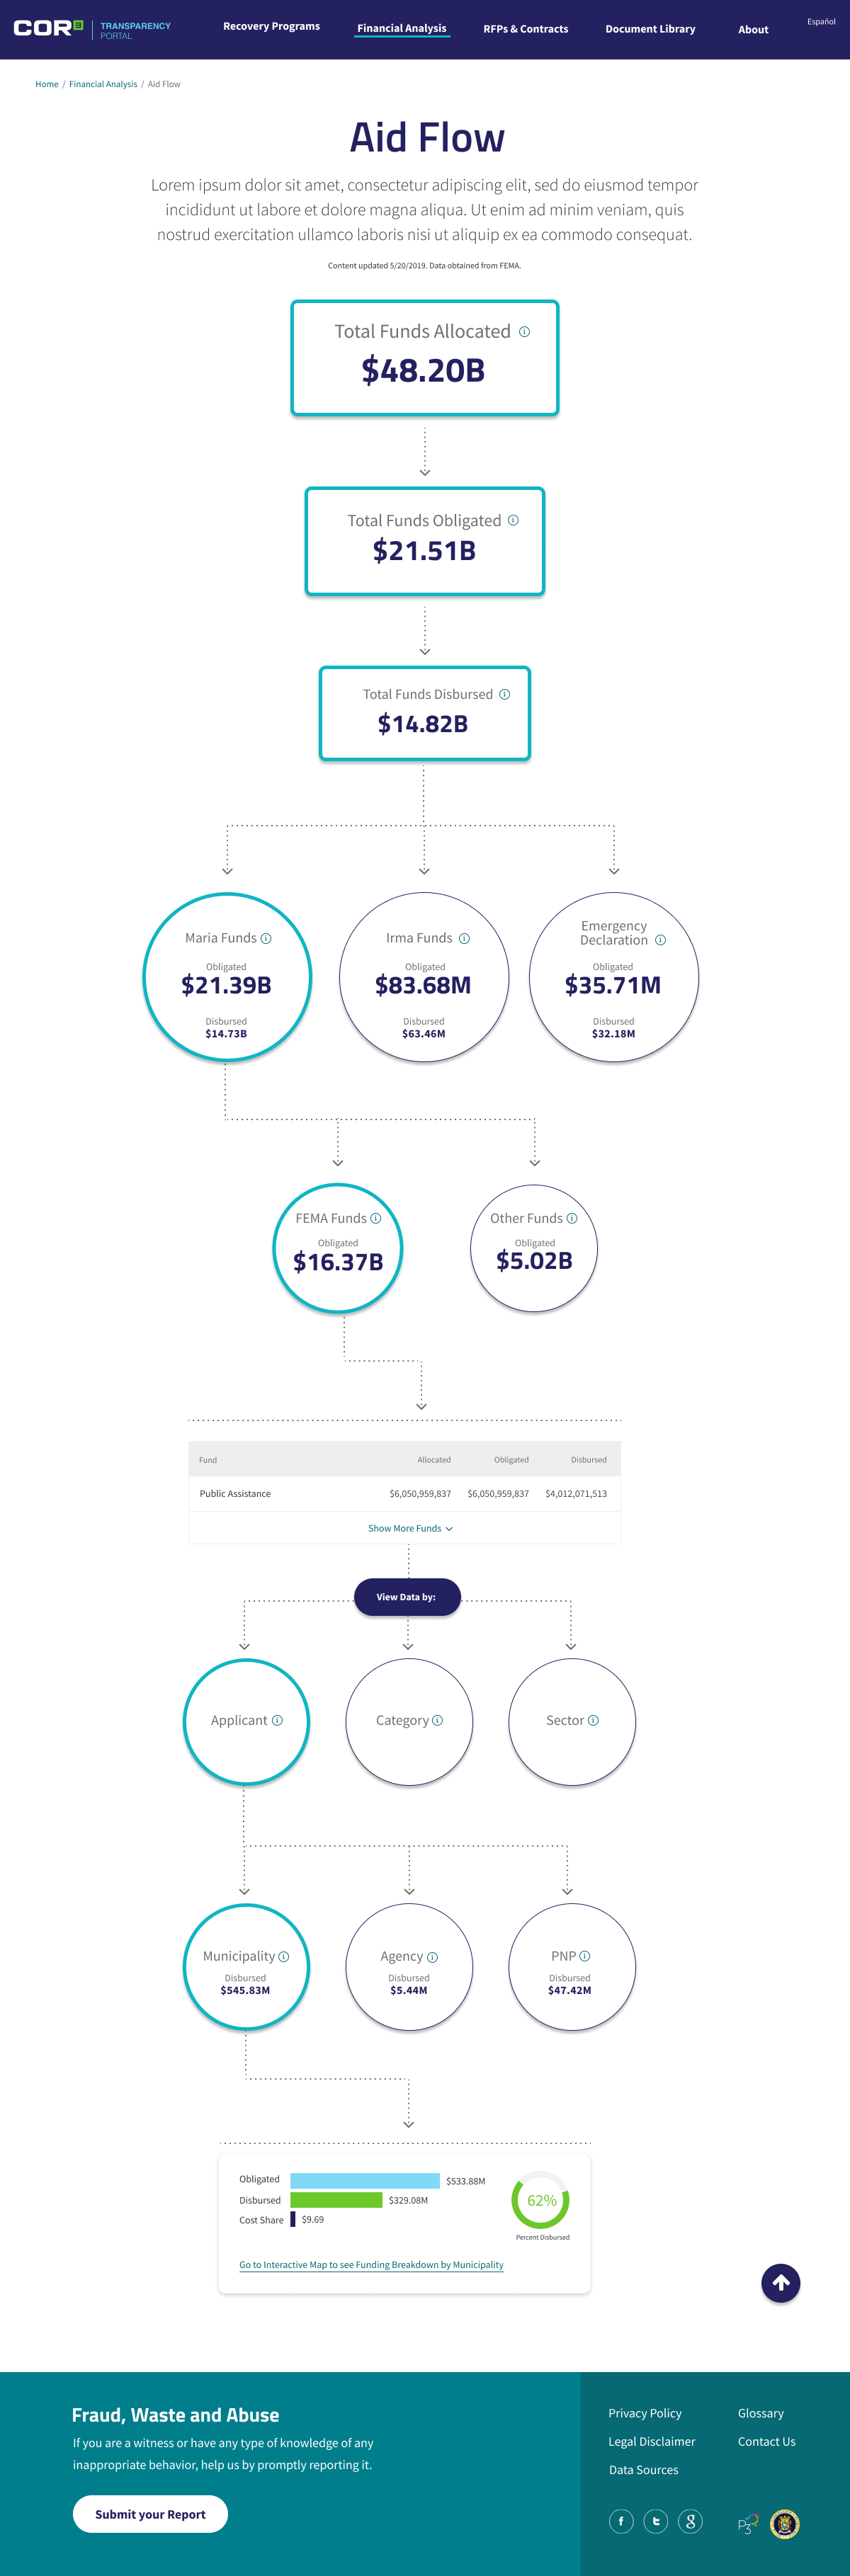 COR3 TRANSPARENCY
PORTAL
Recovery Programs Financial Analysis RFPs & Contracts Document Library About Español
Home / Financial Analysis / Aid Flow
Aid Flow
Lorem ipsum dolor sit amet, consectetur adipiscing elit, sed do eiusmod tempor
incididunt ut labore et dolore magna aliqua. Ut enim ad minim veniam, quis
nostrud exercitation ullamco laboris nisi ut aliquip ex ea commodo consequat.
Content updated 5/20/2019. Data obtained from FEMA.
Total Funds Allocated
$48.20B
Total Funds Obligated
$21.51B
Total Funds Disbursed
$14.82B
Maria Funds
Obligated
$21.39B
Disbursed
$14.73B
Irma Funds
Obligated
$83.68M
Disbursed
$63.46M
Emergency
Declaration
Obligated
$35.71M
Disbursed
$32.18M
FEMA Funds
Obligated
$16.37B
Other Funds
Obligated
$5.02B
Fund Allocated Obligated Disbursed
Public Assistance $6,050,959,837 $6,050,959,837 $4,012,071,513
Show More Funds
View Data by:
Applicant
Category
Sector
Municipality
Disbursed
$545.83M
Agency
Disbursed
$5.44M
PNP
Disbursed
$47.42M
Obligated $533.88M
Disbursed $329.08M
Cost Share $9.69
62%
Percent Disbursed
Go to Interactive Map to see Funding Breakdown by Municipality
Fraud, Waste and Abuse
If you are a witness or have any type of knowledge of any
inappropriate behavior, help us by promptly reporting it.
Submit your Report
Privacy Policy Glossary
Legal Disclaimer Contact Us
Data Sources
P3